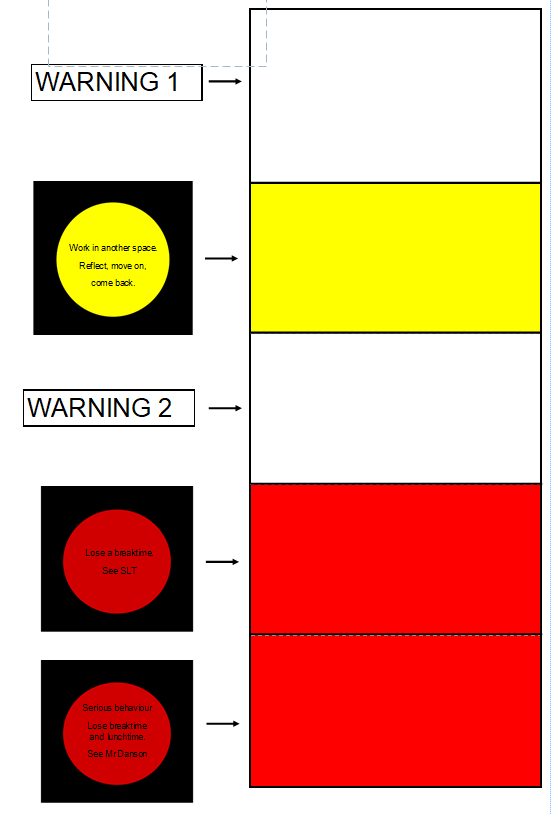 WARNING 1
Work in another space.
Reflect, move on,
come back.
WARNING 2
Lose a breaktime.
See SLT
Serious behaviour
Lose breaktime
and lunchtime.
See Mr Danson